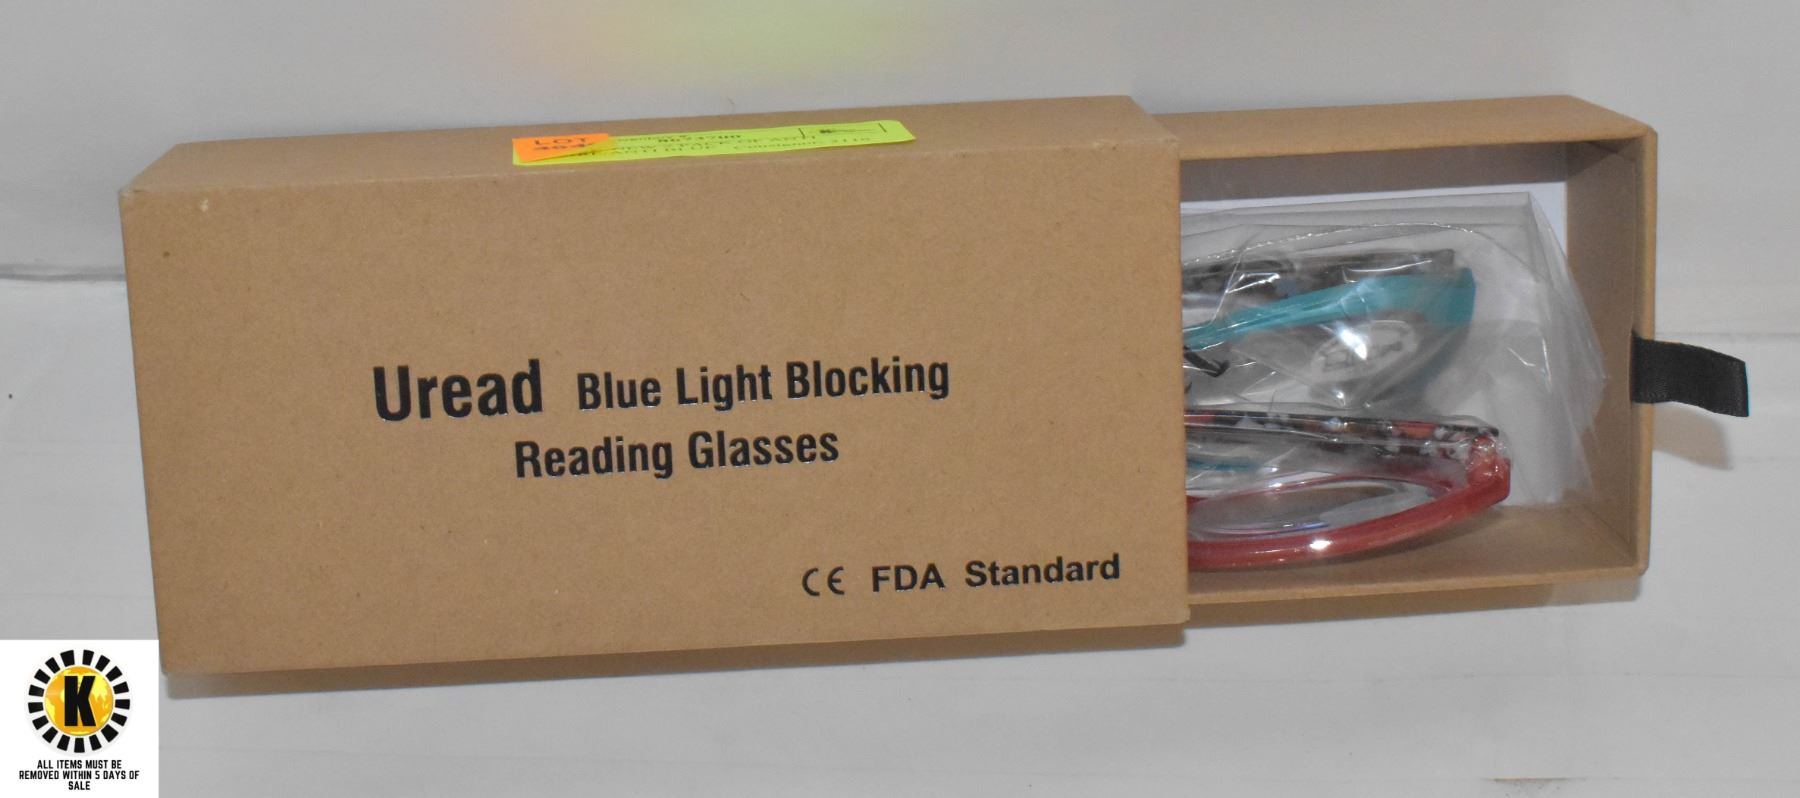 LOT
Uread Blue Light Blocking
Reading Glasses
CE FDA Standard
K
ALL ITEMS MUST BE
REMOVED WITHIN 5 DAYS OF
SALE